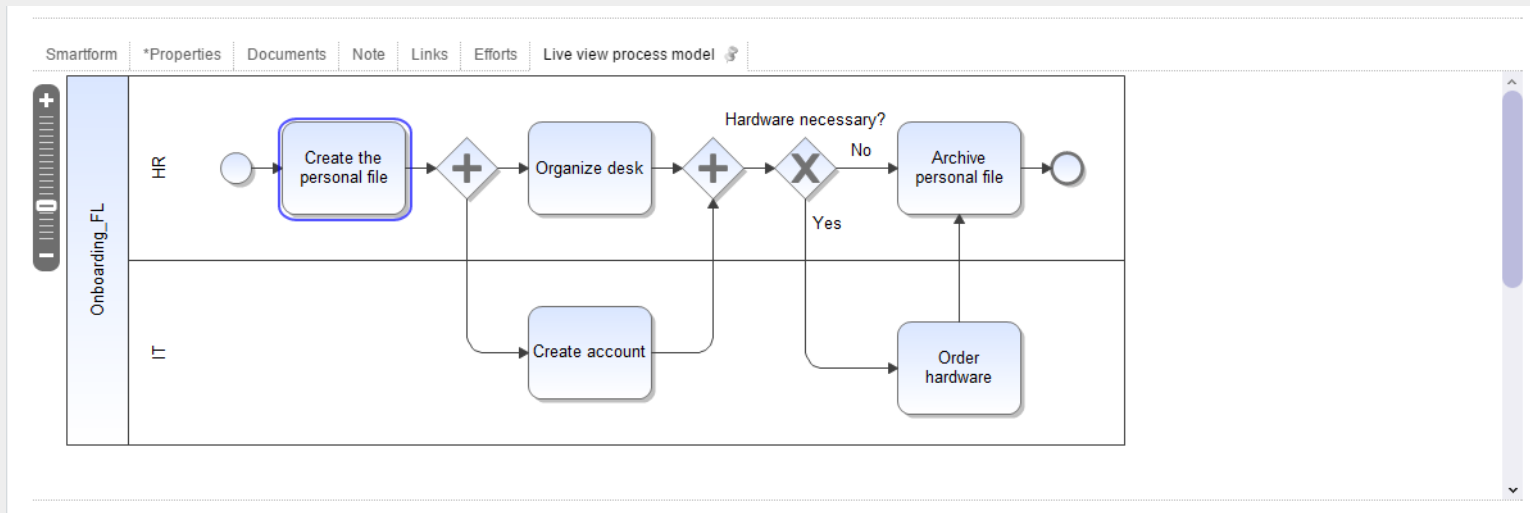 Smartform
*Properties
Documents
Note
Links
Efforts
Live view process model
Onboarding_FL
HR
Create the
personal file
Organize desk
Hardware necessary?
No
Yes
Archive
personal file
IT
Create account
Order
hardware